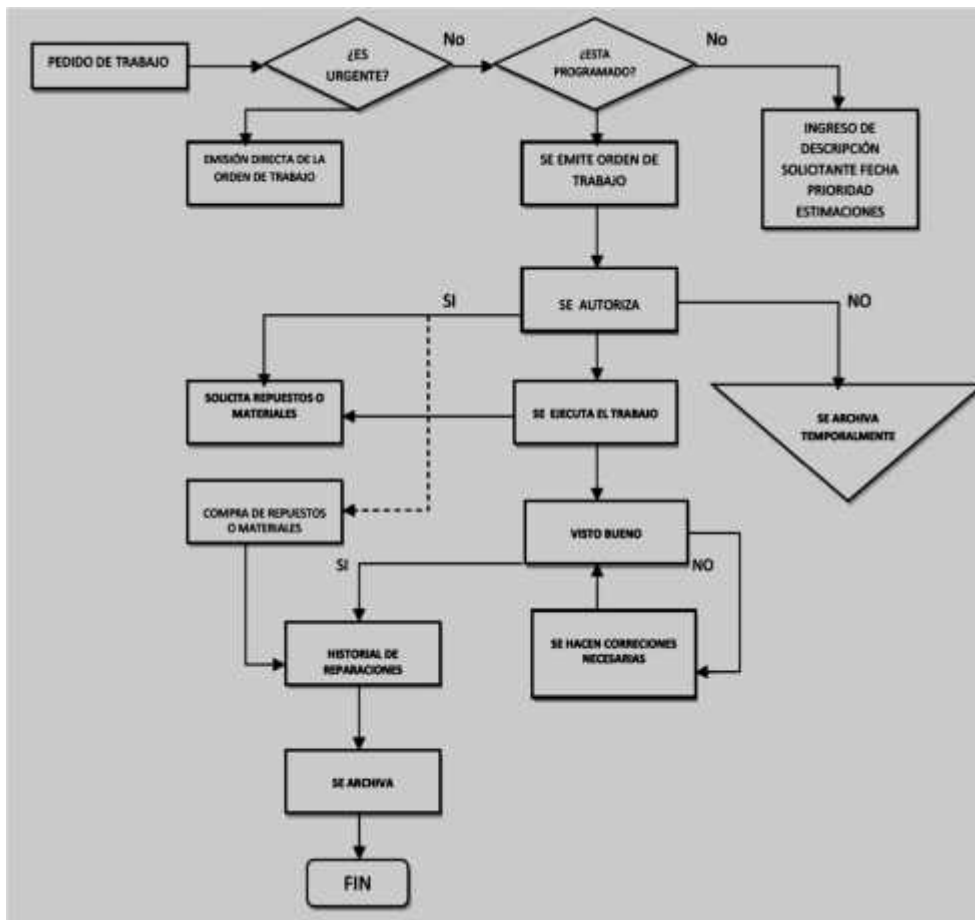 PEDIDO DE TRABAJO
¿ES
URGENTE?
No
¿ESTA
PROGRAMADO?
No
EMISIÓN DIRECTA DE LA
ORDEN DE TRABAJO
SE EMITE ORDEN DE
TRABAJO
INGRESO DE
DESCRIPCIÓN
SOLICITANTE FECHA
PRIORIDAD
ESTIMACIONES
SI
SE AUTORIZA
NO
SOLICITA REPUESTOS O
MATERIALES
SE EJECUTA EL TRABAJO
SE ARCHIVA
TEMPORALMENTE
COMPRA DE REPUESTOS
O MATERIALES
VISTO BUENO
SI
NO
HISTORIAL DE
REPARACIONES
SE HACEN CORRECIONES
NECESARIAS
SE ARCHIVA
FIN